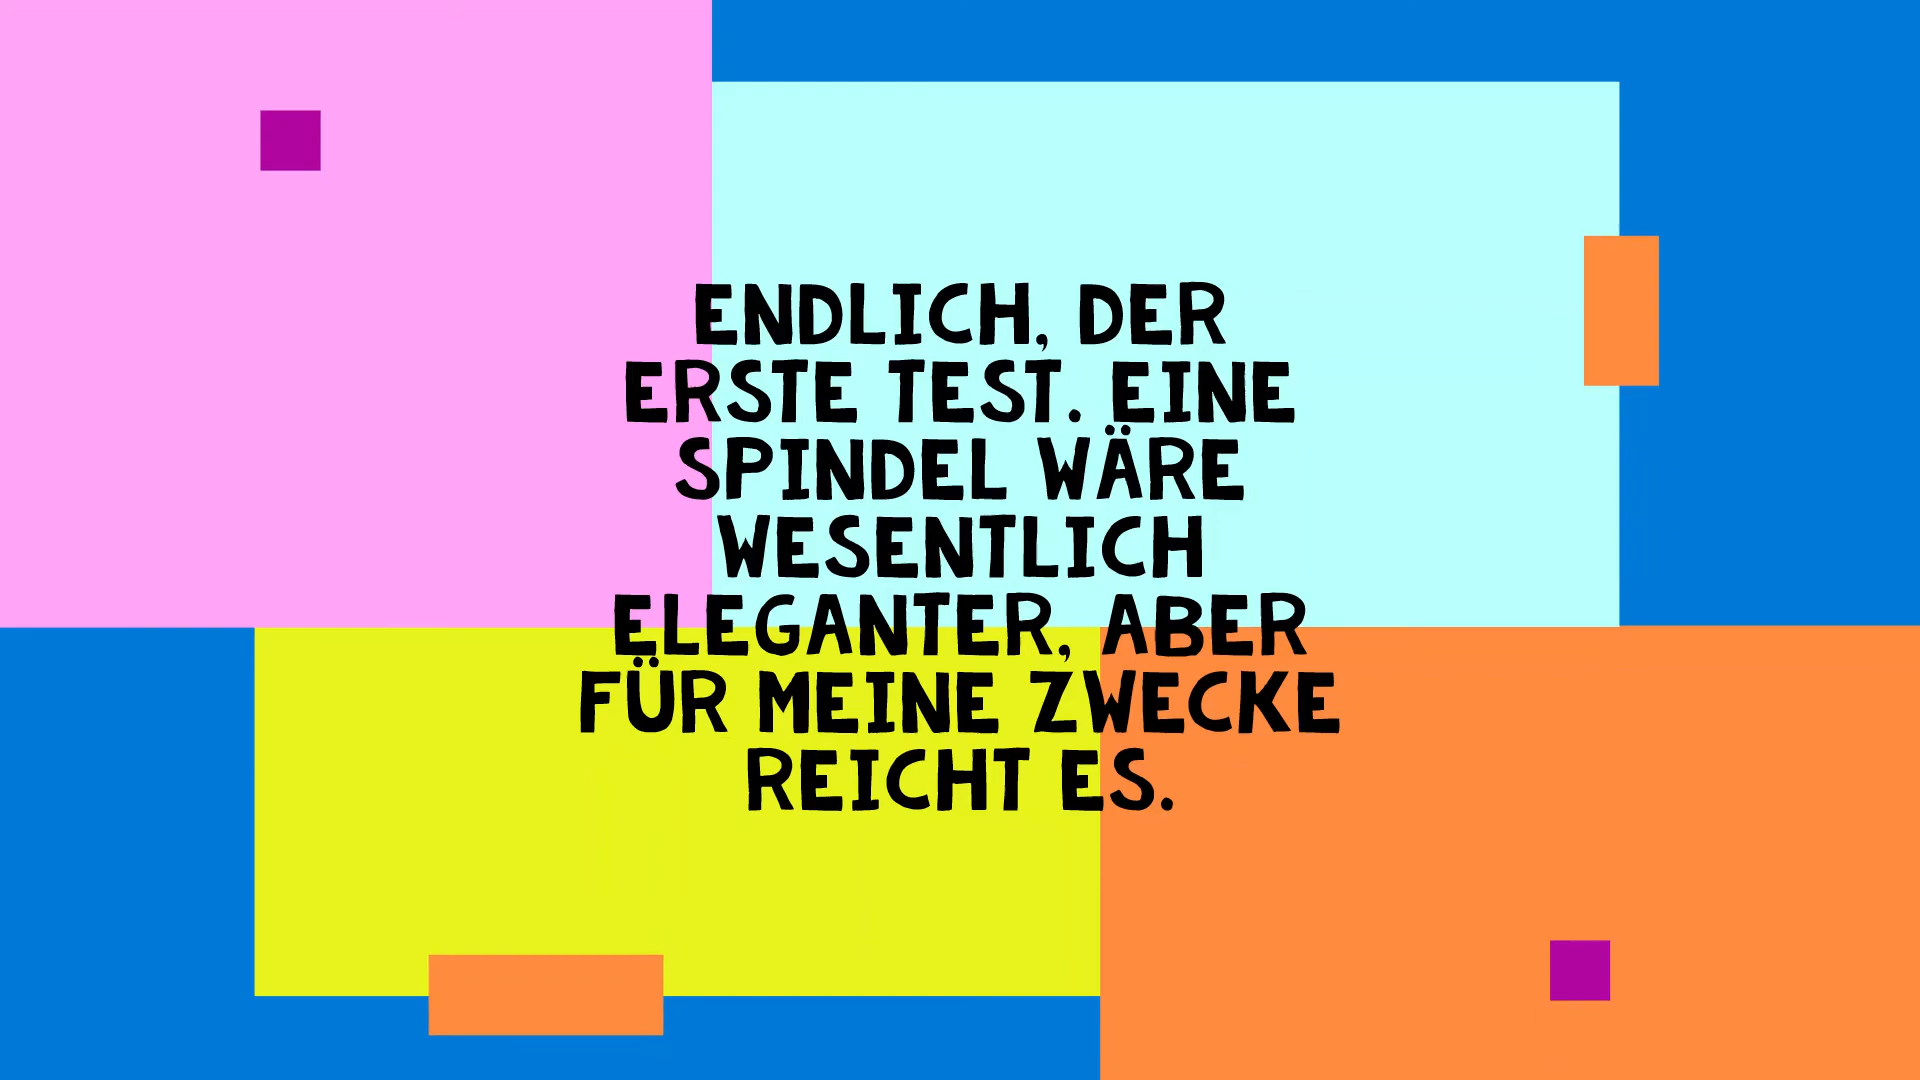 ENDLICH, DER
ERSTE TEST. EINE
SPINDEL WÄRE
WESENTLICH
ELEGANTER, ABER
FÜR MEINE ZWECKE
REICHT ES.